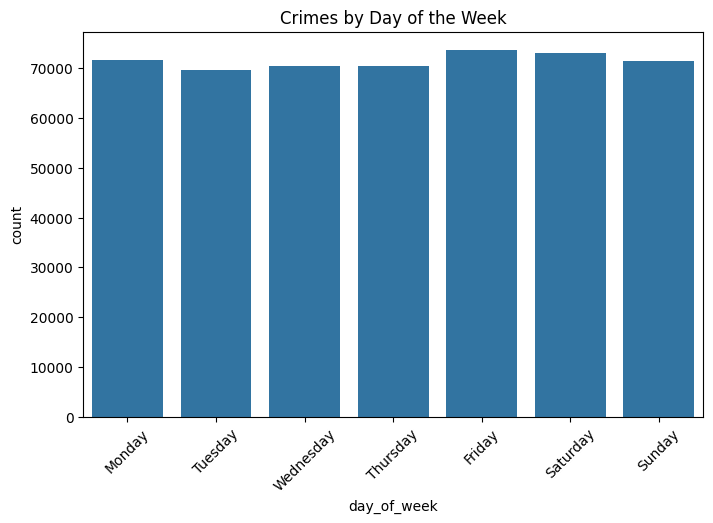 Crimes by Day of the Week
count
70000
60000
50000
40000
30000
20000
10000
0
Monday
Tuesday
Wednesday
Thursday
Friday
Saturday
Sunday
day_of_week